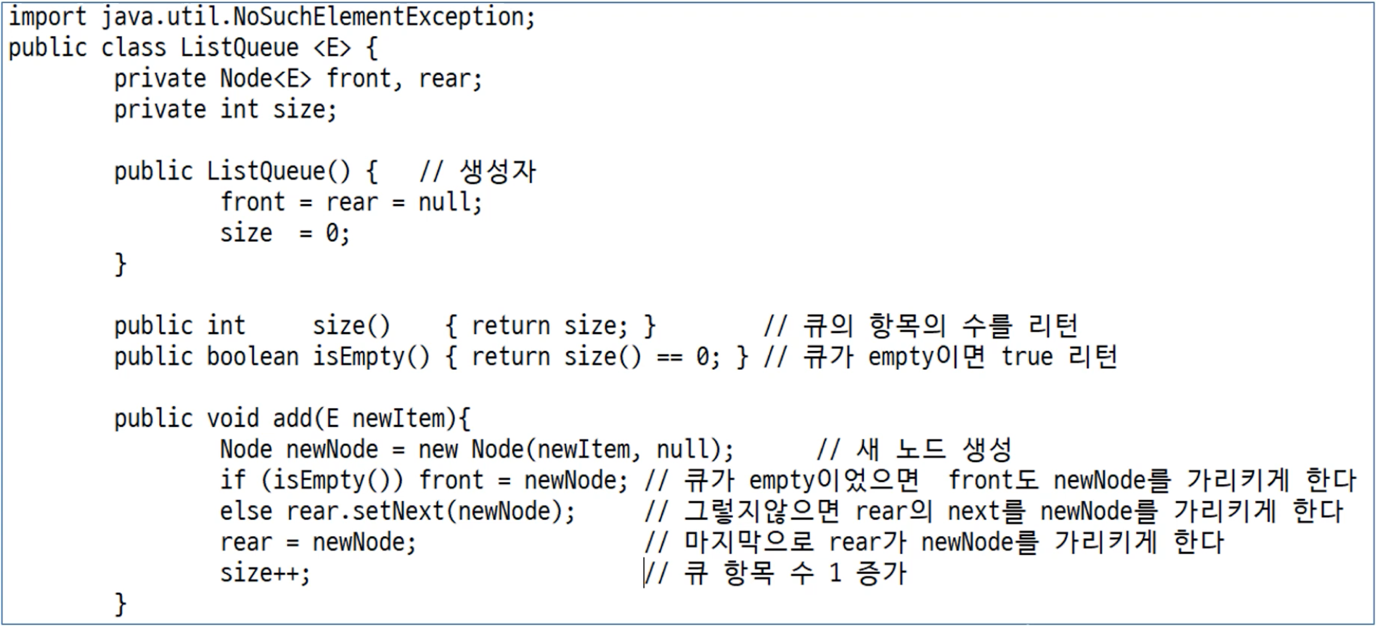 import java.util.NoSuchElementException;
public class ListQueue <E> {
private Node<E> front, rear;
private int size;
public ListQueue() { // 생성자
front = rear = null;
size = 0;
}
public int size() { return size; } // 큐의 항목의 수를 리턴
public boolean isEmpty() { return size() == 0; } // 큐가 empty이면 true 리턴
public void add(E newItem){
Node newNode = new Node(newItem, null); // 새 노드 생성
if (isEmpty()) front = newNode; // 큐가 empty이었으면 front도 newNode를 가리키게 한다
else rear.setNext(newNode); // 그렇지않으면 rear의 next를 newNode를 가리키게 한다
rear = newNode; // 마지막으로 rear가 newNode를 가리키게 한다
size++; // 큐 항목 수 1 증가
}